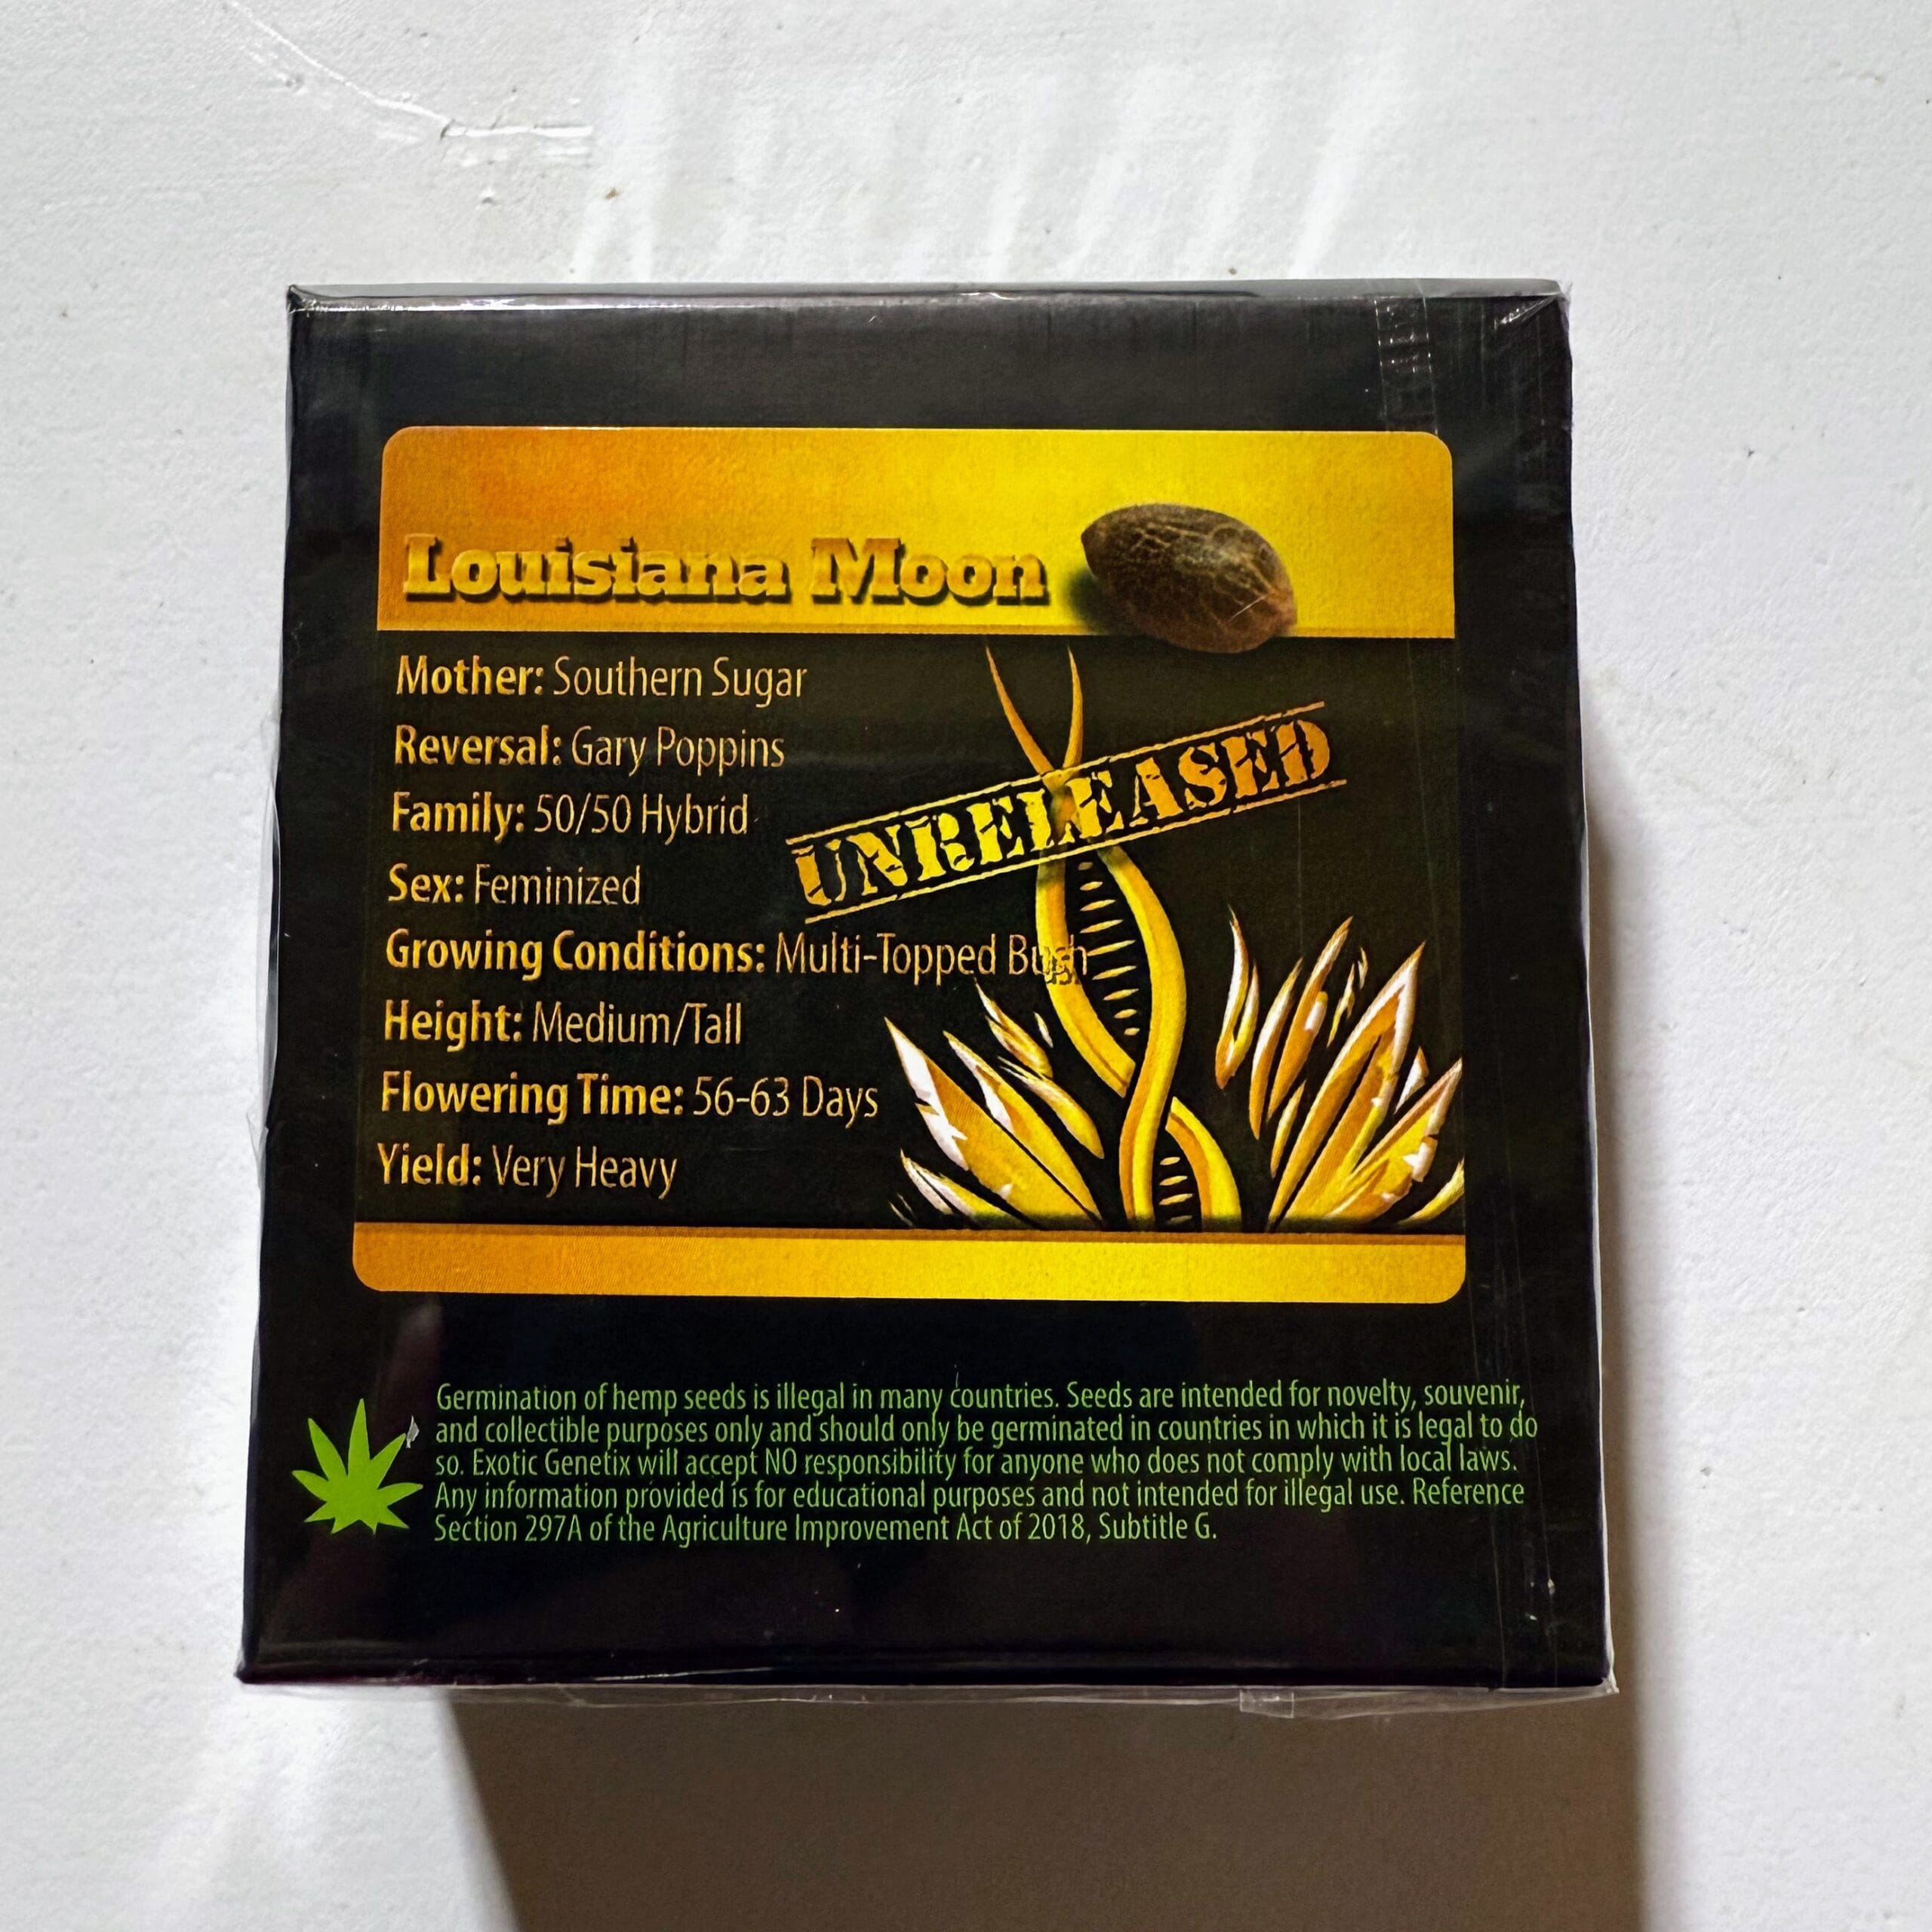 Louisiana Moon
Mother: Southern Sugar
Reversal: Gary Poppins
UNRELEASED
Family: 50/50 Hybrid
Sex: Feminized
Growing Conditions: Multi-Topped Bush
Height: Medium/Tall
Flowering Time: 56-63 Days
Yield: Very Heavy
Germination of hemp seeds is illegal in many countries. Seeds are intended for novelty, souvenir,
and collectible purposes only and should only be germinated in countries in which it is legal to do
so. Exotic Genetix will accept NO responsibility for anyone who does not comply with local laws.
Any information provided is for educational purposes and not intended for illegal use. Reference
Section 297A of the Agriculture Improvement Act of 2018, Subtitle G.